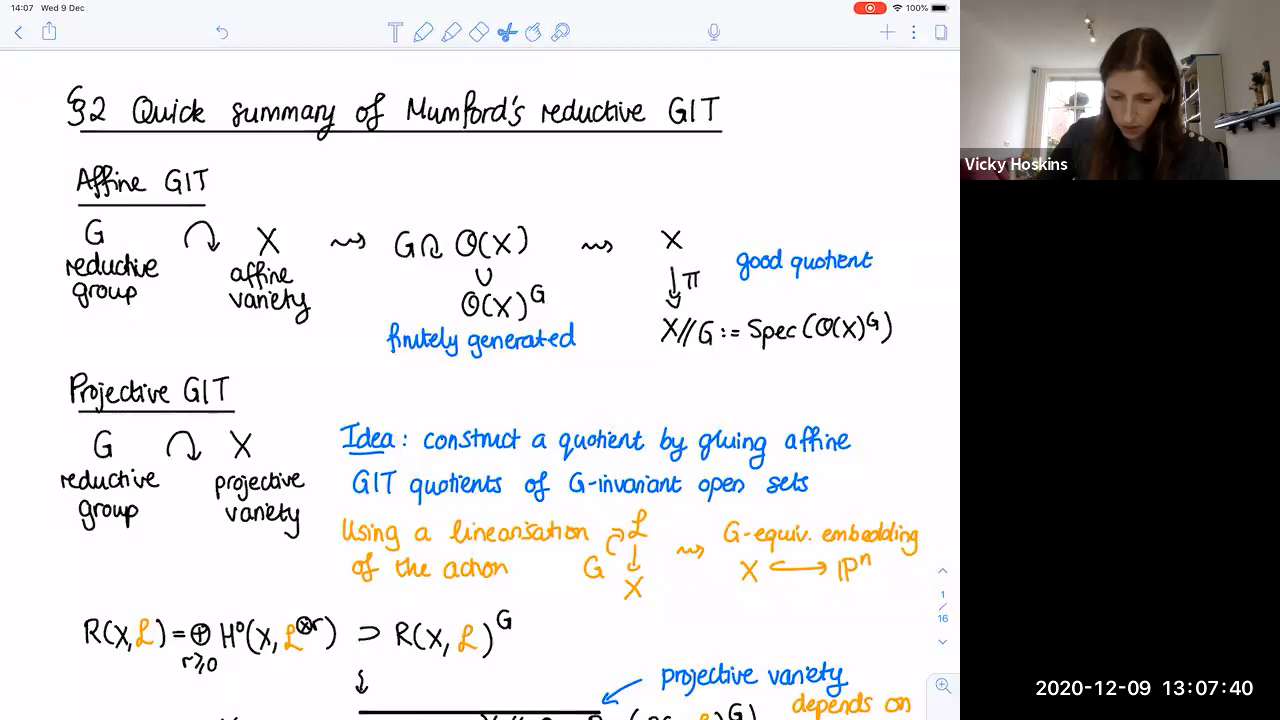 14:07 Wed 9 Dec
100%
§2 Quick summary of Mumford's reductive GIT
Vicky Hoskins
Affine GIT
G ↷ X ⇝ G ↷ O(X) ⇝ X
reductive group
affine variety
∪
O(X)^G
finitely generated
↓π
good quotient
X//G := Spec(O(X)^G)
Projective GIT
G ↷ X
reductive group
projective variety
Idea: construct a quotient by gluing affine
GIT quotients of G-invariant open sets
Using a linearisation
of the action
G ↷ L
↓
X
⇝ G-equiv. embedding
X ↪ P^n
1
/
16
R(X,L) = ⊕ H⁰(X, L^⊗r) ⊃ R(X, L)^G
r≥0
projective variety
depends on
2020-12-09 13:07:40